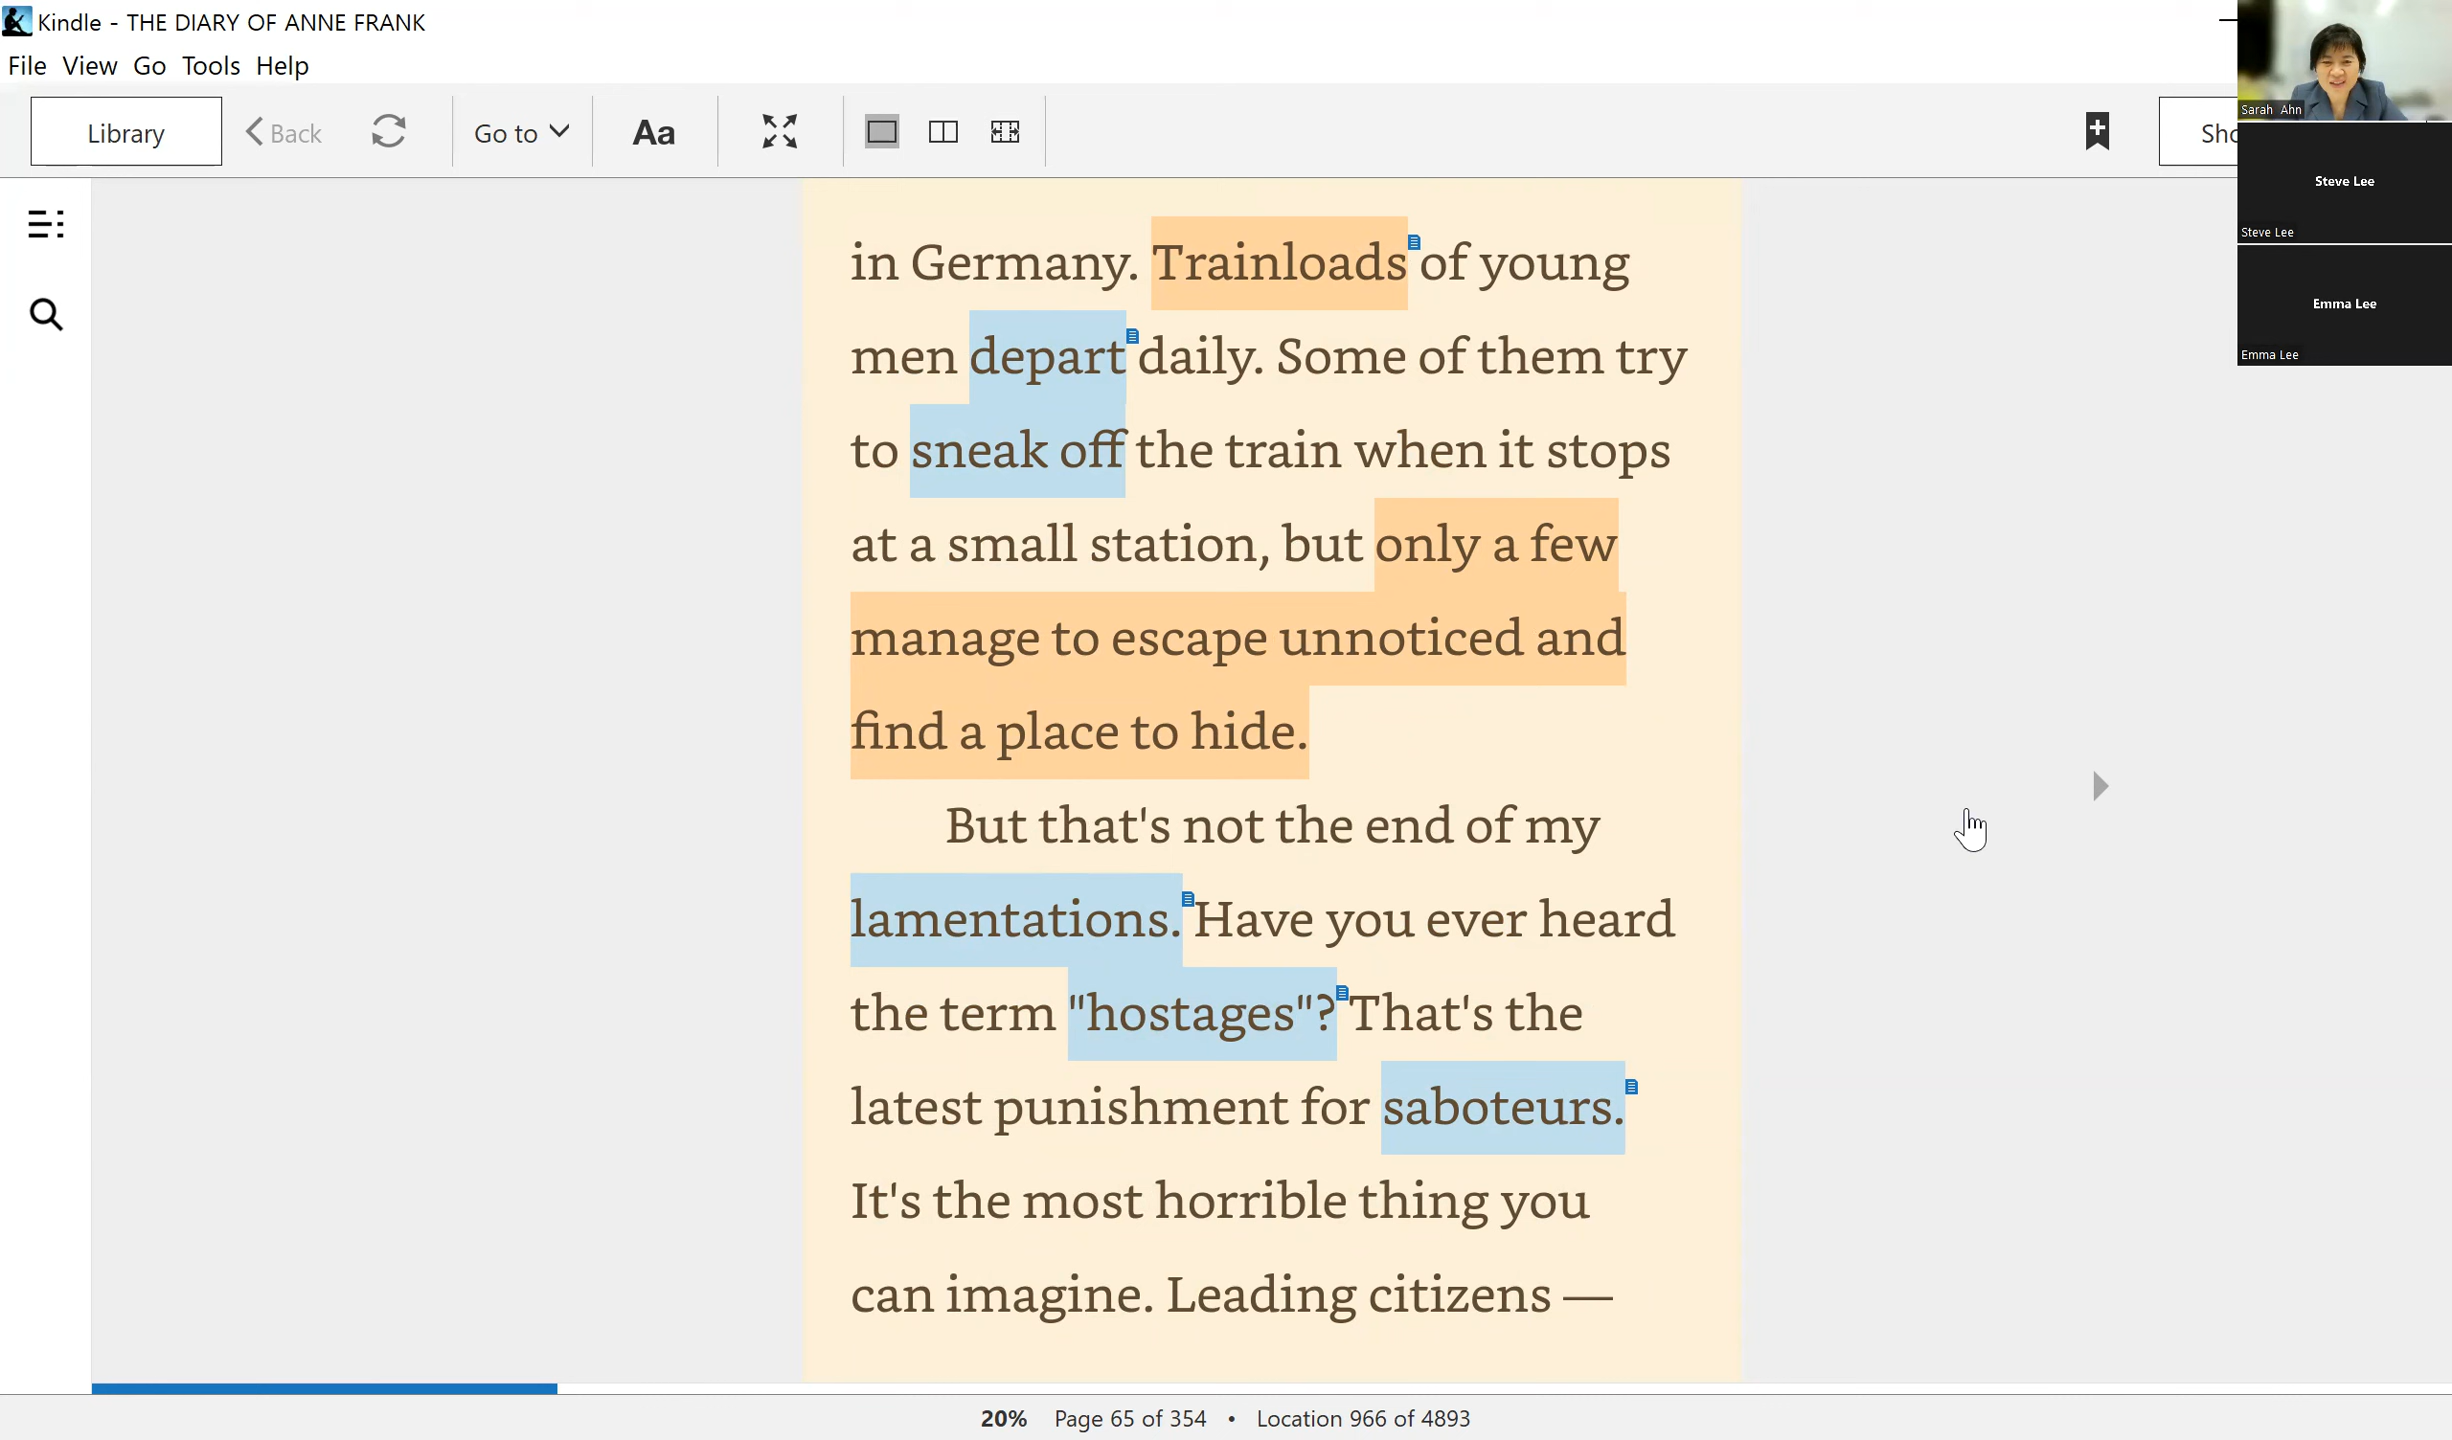 Kindle - THE DIARY OF ANNE FRANK
File View Go Tools Help
Library Back Go to Aa
Sarah Ahn
Steve Lee
Steve Lee
Emma Lee
Emma Lee
in Germany. Trainloads of young
men depart daily. Some of them try
to sneak off the train when it stops
at a small station, but only a few
manage to escape unnoticed and
find a place to hide.
But that's not the end of my
lamentations. Have you ever heard
the term "hostages"? That's the
latest punishment for saboteurs.
It's the most horrible thing you
can imagine. Leading citizens —
20% Page 65 of 354 • Location 966 of 4893